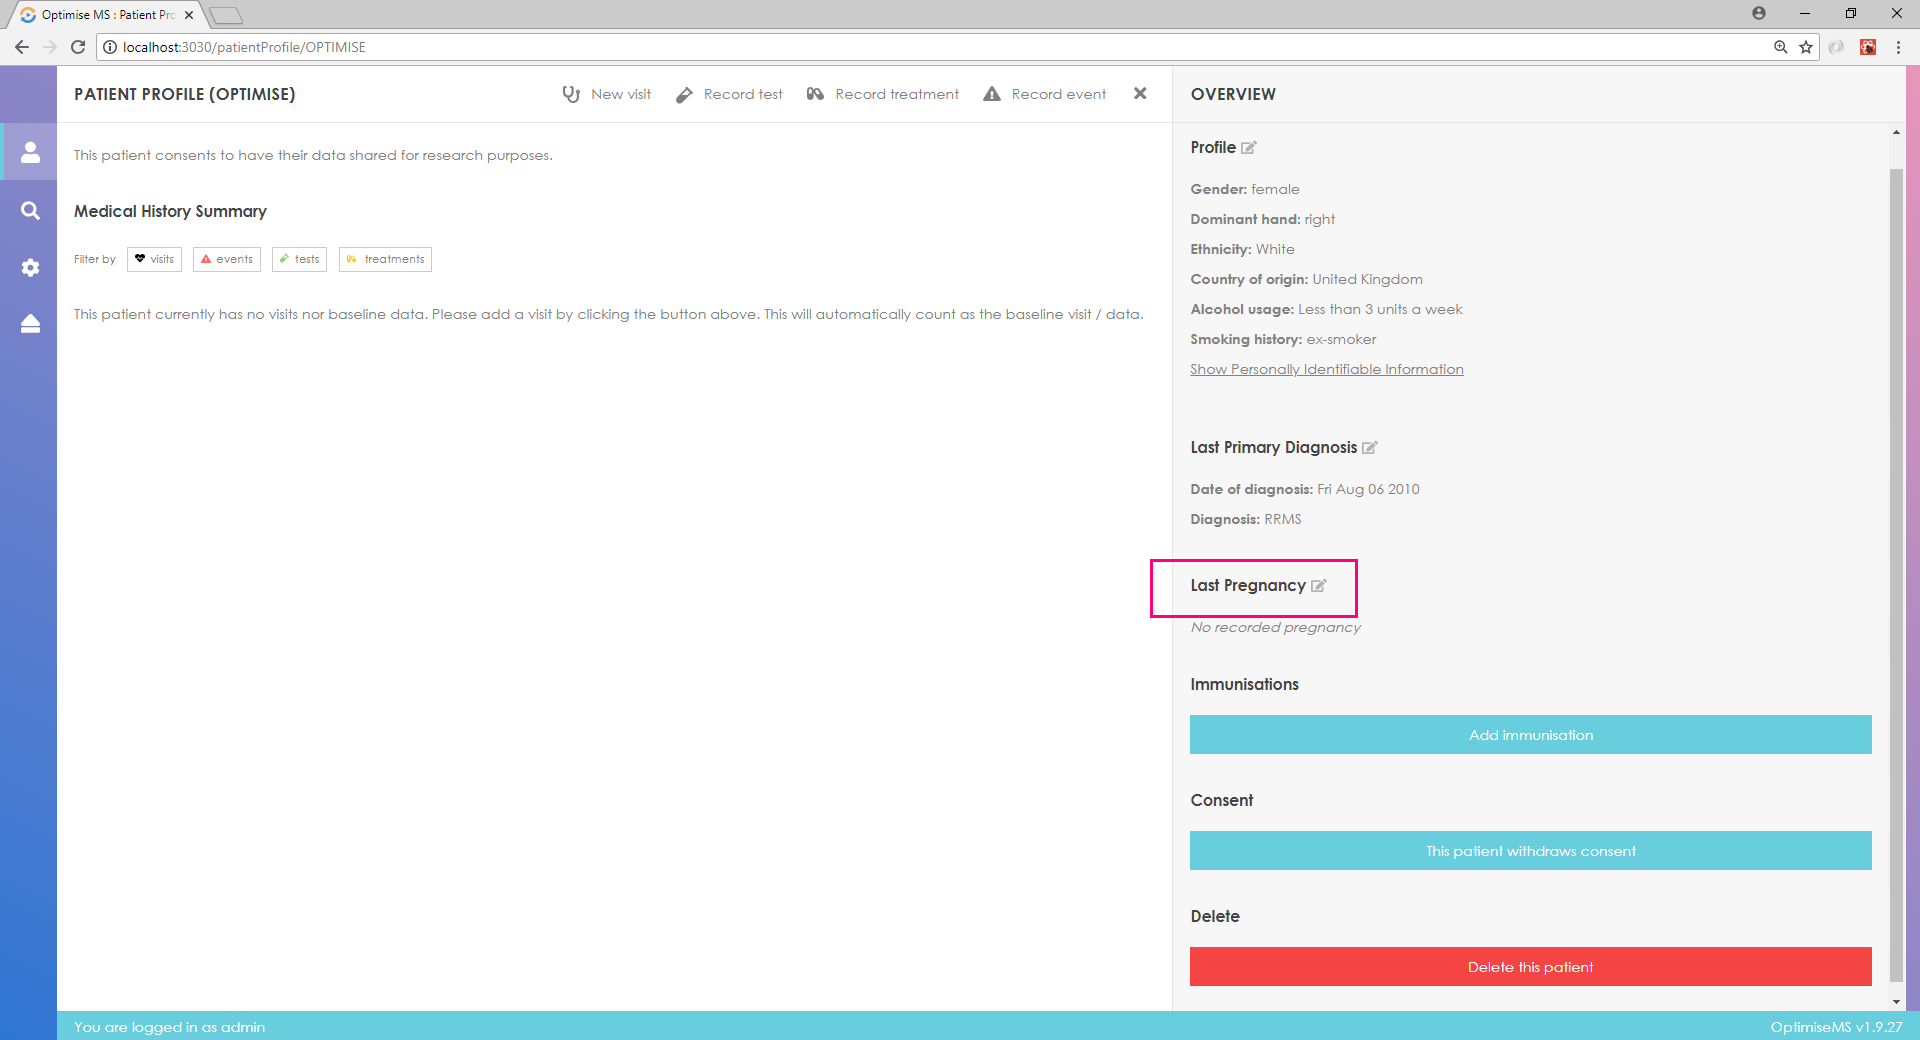 Optimise MS : Patient Pro
localhost:3030/patientProfile/OPTIMISE
PATIENT PROFILE (OPTIMISE)
New visit
Record test
Record treatment
Record event
This patient consents to have their data shared for research purposes.
Medical History Summary
Filter by visits events tests treatments
This patient currently has no visits nor baseline data. Please add a visit by clicking the button above. This will automatically count as the baseline visit / data.
OVERVIEW
Profile
Gender: female
Dominant hand: right
Ethnicity: White
Country of origin: United Kingdom
Alcohol usage: Less than 3 units a week
Smoking history: ex-smoker
Show Personally Identifiable Information
Last Primary Diagnosis
Date of diagnosis: Fri Aug 06 2010
Diagnosis: RRMS
Last Pregnancy
No recorded pregnancy
Immunisations
Add immunisation
Consent
This patient withdraws consent
Delete
Delete this patient
You are logged in as admin
OptimiseMS v1.9.27